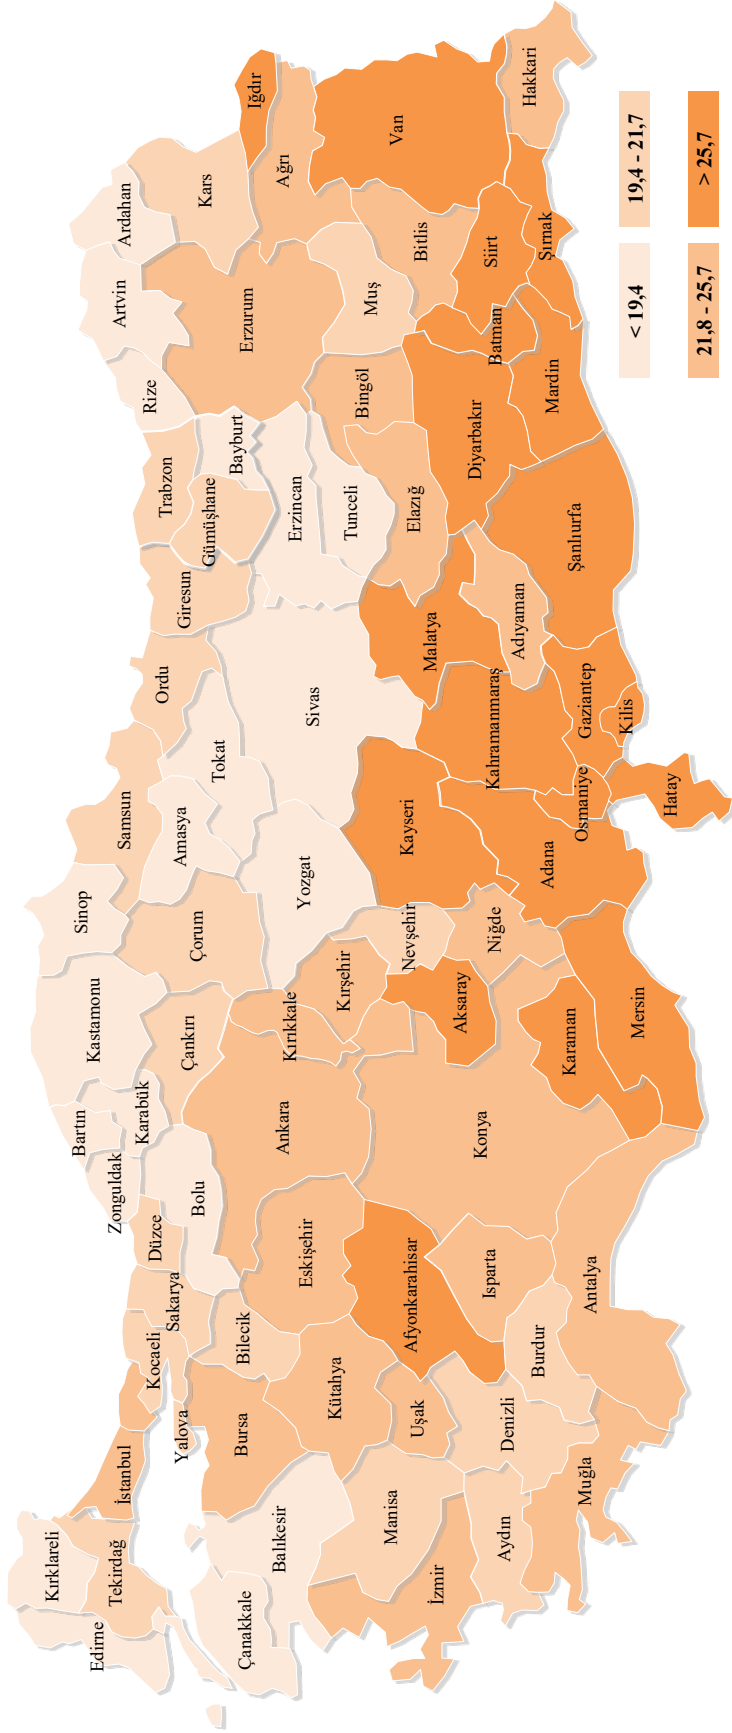 Kırklareli
Edirne
Tekirdağ
İstanbul
Çanakkale
Balıkesir
Yalova
Kocaeli
Sakarya
Düzce
Bursa
Bilecik
Zonguldak
Bartın
Karabük
Bolu
Kastamonu
Çankırı
Sinop
Çorum
Samsun
Amasya
Tokat
Ordu
Giresun
Gümüşhane
Trabzon
Bayburt
Rize
Artvin
Ardahan
Kars
Iğdır
Ağrı
Erzurum
Erzincan
Tunceli
Sivas
Yozgat
Kırıkkale
Kırşehir
Ankara
Eskişehir
Kütahya
Manisa
İzmir
Uşak
Afyonkarahisar
Aydın
Denizli
Muğla
Burdur
Isparta
Antalya
Konya
Aksaray
Nevşehir
Niğde
Karaman
Mersin
Kayseri
Adana
Osmaniye
Hatay
Kahramanmaraş
Gaziantep
Kilis
Malatya
Adıyaman
Şanlıurfa
Elazığ
Bingöl
Muş
Diyarbakır
Mardin
Batman
Siirt
Bitlis
Van
Şırnak
Hakkari
< 19,4
19,4 - 21,7
21,8 - 25,7
> 25,7